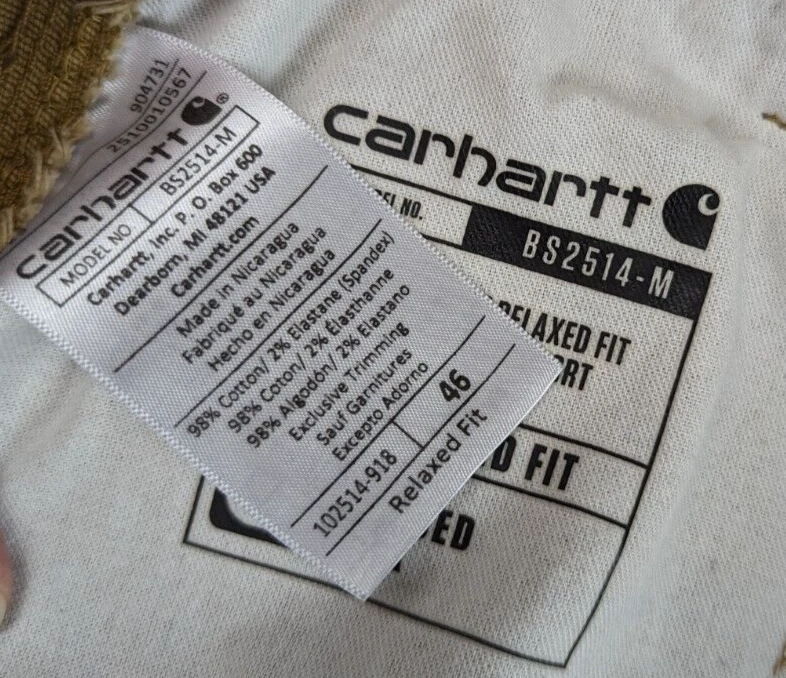 904731
2510010567
carhartt ®
MODEL NO BS2514-M
Carhartt, Inc. P. O. Box 600
Dearborn, MI 48121 USA
Carhartt.com
Made in Nicaragua
Fabriqué au Nicaragua
Hecho en Nicaragua
98% Cotton/ 2% Elastane (Spandex)
98% Coton/ 2% Élasthanne
98% Algodón/ 2% Elastano
Exclusive Trimming
Sauf Garnitures
Excepto Adorno
102514-918 46
Relaxed Fit
carhartt
EL NO. BS2514-M
RELAXED FIT
ORT
D FIT
ED